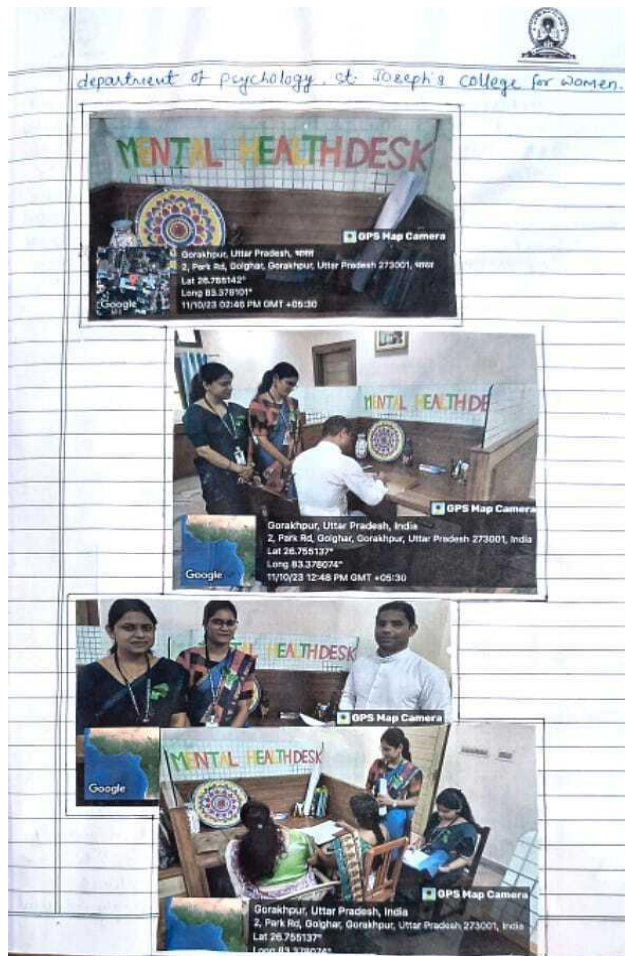 department of psychology, st. Joseph's College for women.
MENTAL HEALTH DESK
GPS Map Camera
Gorakhpur, Uttar Pradesh, भारत
2, Park Rd, Golghar, Gorakhpur, Uttar Pradesh 273001, भारत
Lat 26.755142°
Long 83.378101°
11/10/23 02:46 PM GMT +05:30
Google
MENTAL HEALTH DE
GPS Map Camera
Gorakhpur, Uttar Pradesh, India
2, Park Rd, Golghar, Gorakhpur, Uttar Pradesh 273001, India
Lat 26.755137°
Long 83.378074°
11/10/23 12:48 PM GMT +05:30
Google
TAL HEALTH DESK
GPS Map Camera
Google
MENTAL HEALTH DESK
GPS Map Camera
Gorakhpur, Uttar Pradesh, India
2, Park Rd, Golghar, Gorakhpur, Uttar Pradesh 273001, India
Lat 26.755137°
Long 83.378074°